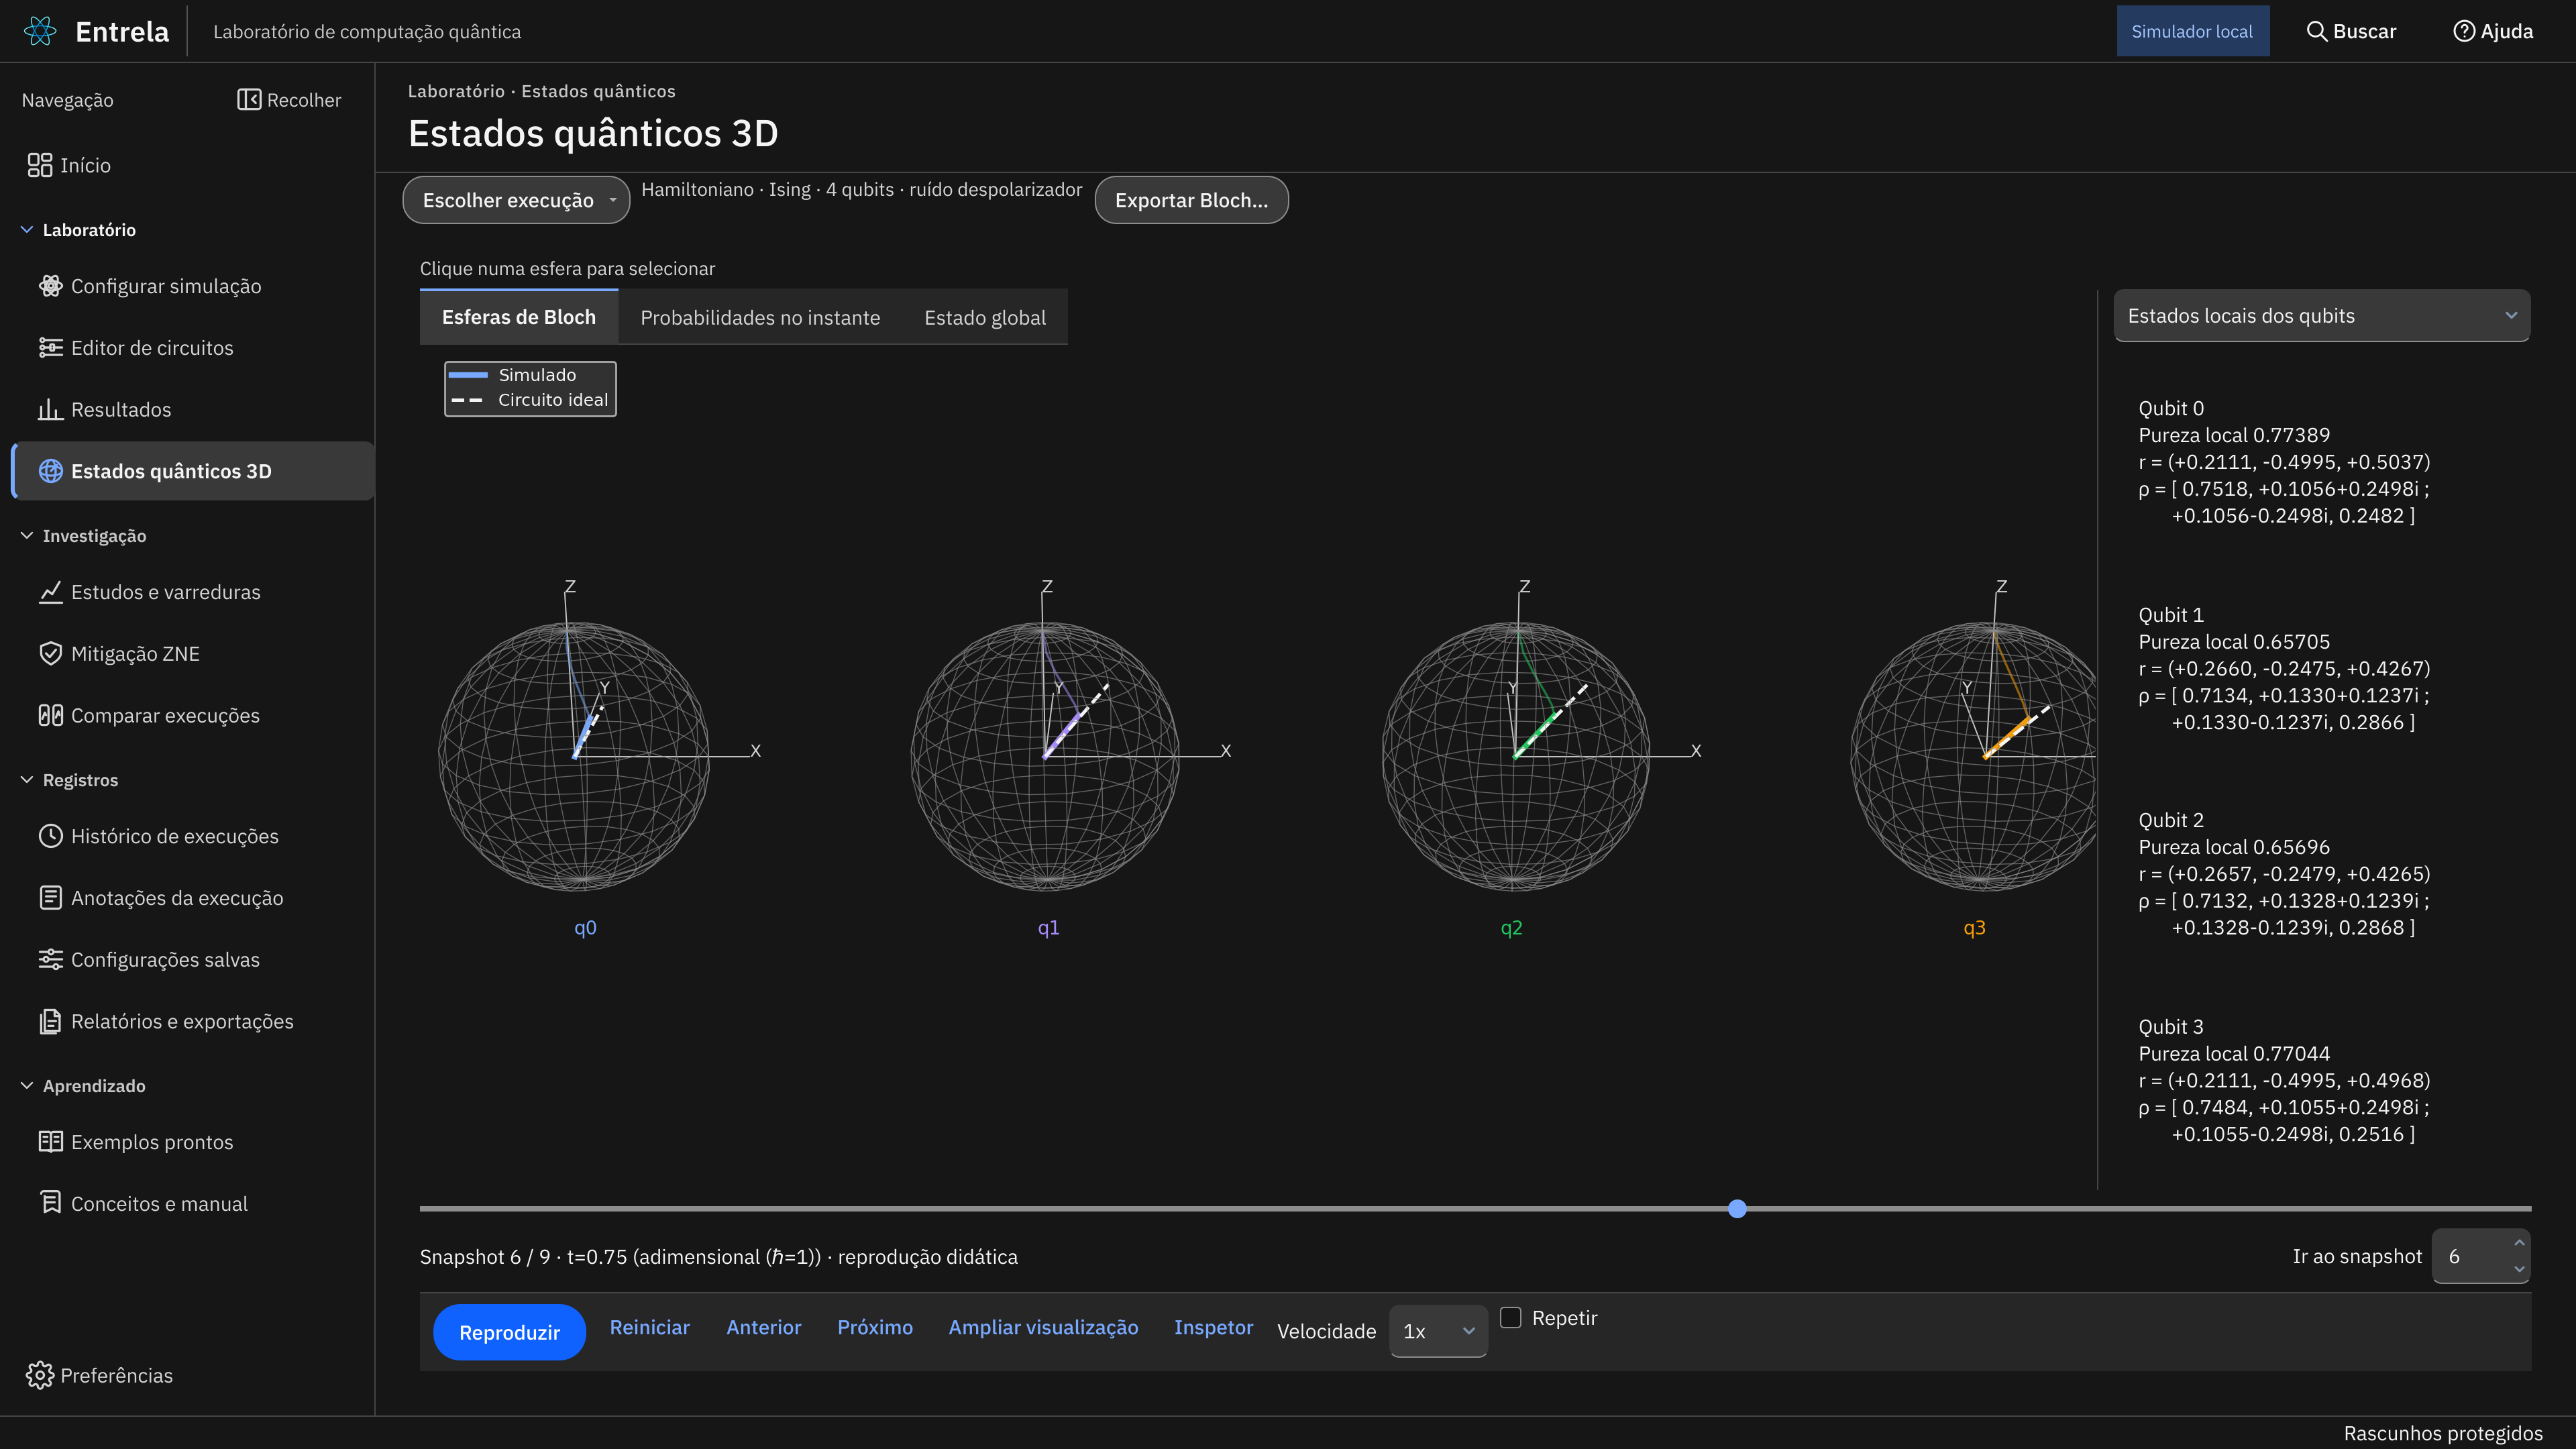 Entrela
Laboratório de computação quântica
Simulador local
Buscar
Ajuda
Navegação
Recolher
Início
Laboratório
Configurar simulação
Editor de circuitos
Resultados
Estados quânticos 3D
Investigação
Estudos e varreduras
Mitigação ZNE
Comparar execuções
Registros
Histórico de execuções
Anotações da execução
Configurações salvas
Relatórios e exportações
Aprendizado
Exemplos prontos
Conceitos e manual
Preferências
Laboratório · Estados quânticos
Estados quânticos 3D
Escolher execução
Hamiltoniano · Ising · 4 qubits · ruído despolarizador
Exportar Bloch...
Clique numa esfera para selecionar
Esferas de Bloch
Probabilidades no instante
Estado global
Simulado
Circuito ideal
Z
Y
X
q0
Z
Y
X
q1
Z
Y
X
q2
Z
Y
q3
Estados locais dos qubits
Qubit 0
Pureza local 0.77389
r = (+0.2111, -0.4995, +0.5037)
ρ = [ 0.7518, +0.1056+0.2498i ;
+0.1056-0.2498i, 0.2482 ]
Qubit 1
Pureza local 0.65705
r = (+0.2660, -0.2475, +0.4267)
ρ = [ 0.7134, +0.1330+0.1237i ;
+0.1330-0.1237i, 0.2866 ]
Qubit 2
Pureza local 0.65696
r = (+0.2657, -0.2479, +0.4265)
ρ = [ 0.7132, +0.1328+0.1239i ;
+0.1328-0.1239i, 0.2868 ]
Qubit 3
Pureza local 0.77044
r = (+0.2111, -0.4995, +0.4968)
ρ = [ 0.7484, +0.1055+0.2498i ;
+0.1055-0.2498i, 0.2516 ]
Snapshot 6 / 9 · t=0.75 (adimensional (ℏ=1)) · reprodução didática
Ir ao snapshot
6
Reproduzir
Reiniciar
Anterior
Próximo
Ampliar visualização
Inspetor
Velocidade
1x
Repetir
Rascunhos protegidos